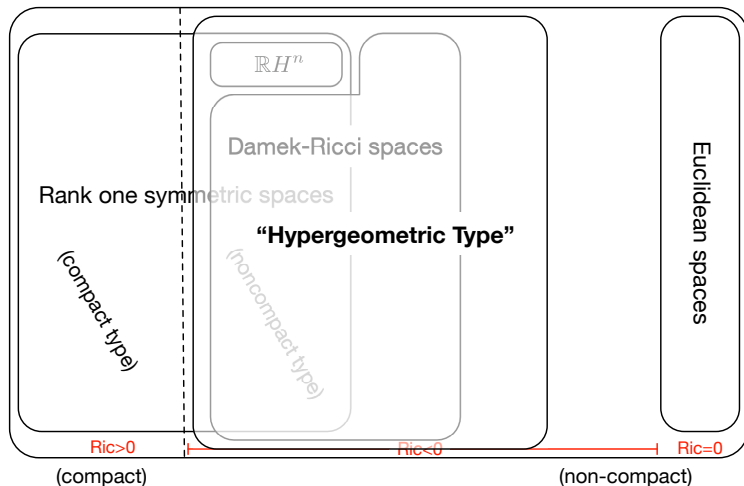 ℝHⁿ
Damek-Ricci spaces
Rank one symmetric spaces
“Hypergeometric Type”
Euclidean spaces
(compact type)
(noncompact type)
Ric>0
Ric<0
Ric=0
(compact)
(non-compact)